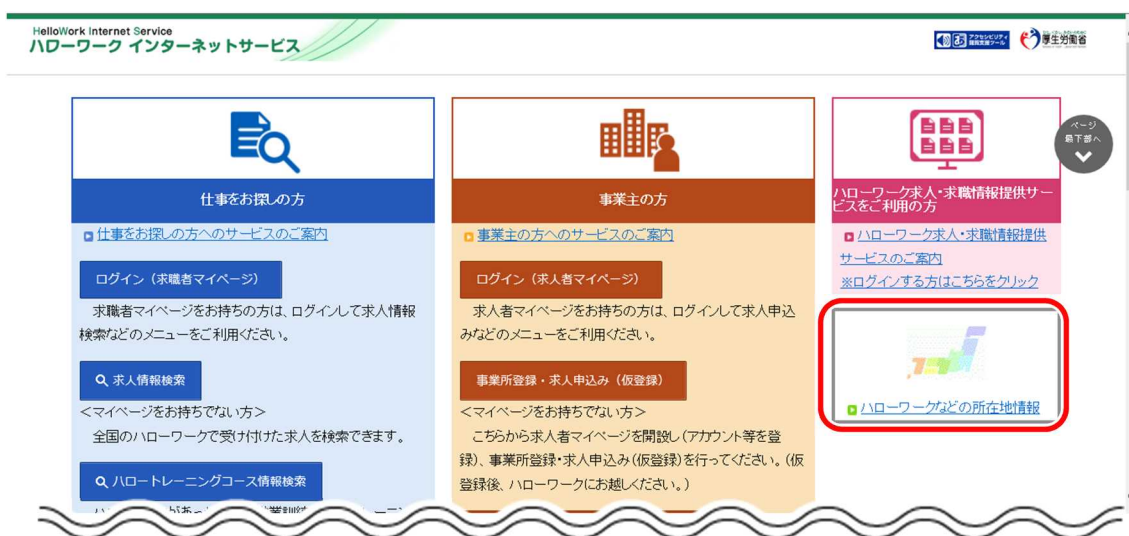 HelloWork Internet Service
ハローワーク インターネットサービス
アクセシビリティ
閲覧支援ツール
厚生労働省
ページ
最下部へ
仕事をお探しの方
仕事をお探しの方へのサービスのご案内
ログイン（求職者マイページ）
求職者マイページをお持ちの方は、ログインして求人情報
検索などのメニューをご利用ください。
求人情報検索
＜マイページをお持ちでない方＞
全国のハローワークで受け付けた求人を検索できます。
ハロートレーニングコース情報検索
事業主の方
事業主の方へのサービスのご案内
ログイン（求人者マイページ）
求人者マイページをお持ちの方は、ログインして求人申込
みなどのメニューをご利用ください。
事業所登録・求人申込み（仮登録）
＜マイページをお持ちでない方＞
こちらから求人者マイページを開設し（アカウント等を登
録）、事業所登録・求人申込み（仮登録）を行ってください。（仮
登録後、ハローワークにお越しください。）
ハローワーク求人・求職情報提供サー
ビスをご利用の方
ハローワーク求人・求職情報提供
サービスのご案内
※ログインする方はこちらをクリック
ハローワークなどの所在地情報